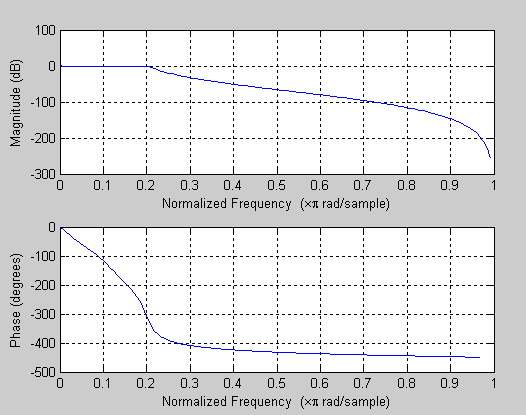 100
0
-100
-200
-300
Magnitude (dB)
0 0.1 0.2 0.3 0.4 0.5 0.6 0.7 0.8 0.9 1
Normalized Frequency (×π rad/sample)
0
-100
-200
-300
-400
-500
Phase (degrees)
0 0.1 0.2 0.3 0.4 0.5 0.6 0.7 0.8 0.9 1
Normalized Frequency (×π rad/sample)